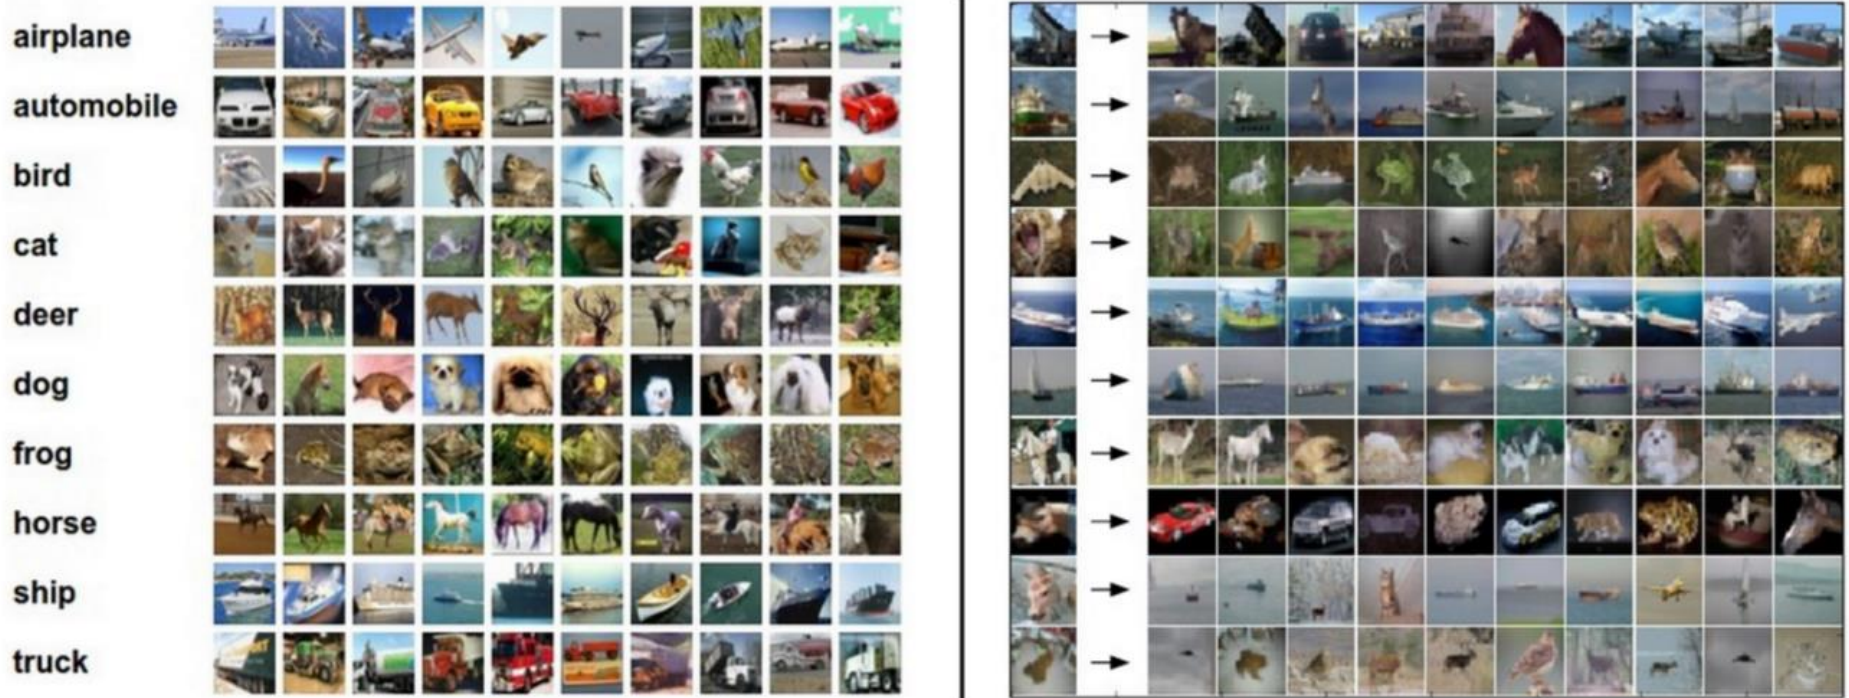 airplane
automobile
bird
cat
deer
dog
frog
horse
ship
truck